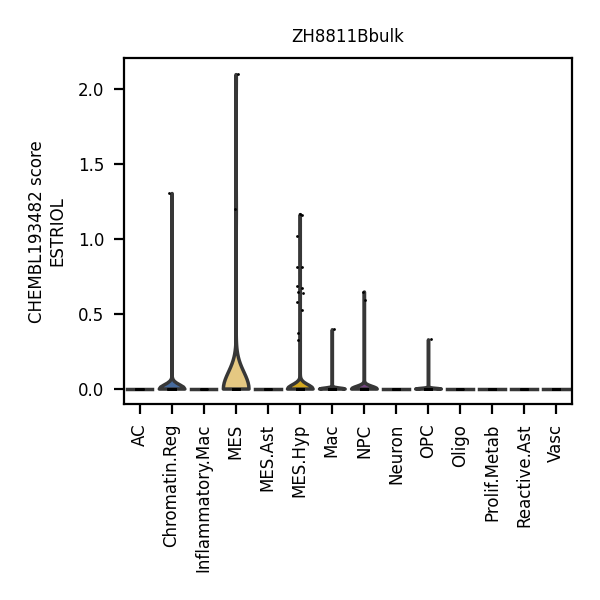 ZH8811Bbulk
CHEMBL193482 score
ESTRIOL
2.0
1.5
1.0
0.5
0.0
AC
Chromatin.Reg
Inflammatory.Mac
MES
MES.Ast
MES.Hyp
Mac
NPC
Neuron
OPC
Oligo
Prolif.Metab
Reactive.Ast
Vasc